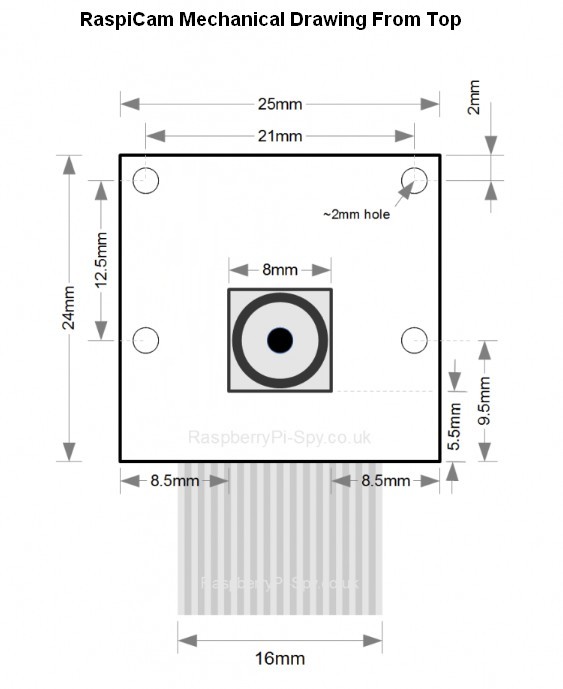 RaspiCam Mechanical Drawing From Top
2mm
25mm
21mm
~2mm hole
12.5mm
24mm
8mm
RaspberryPi-Spy.co.uk
5.5mm
9.5mm
8.5mm
8.5mm
RaspberryPi-Spy.co.uk
16mm